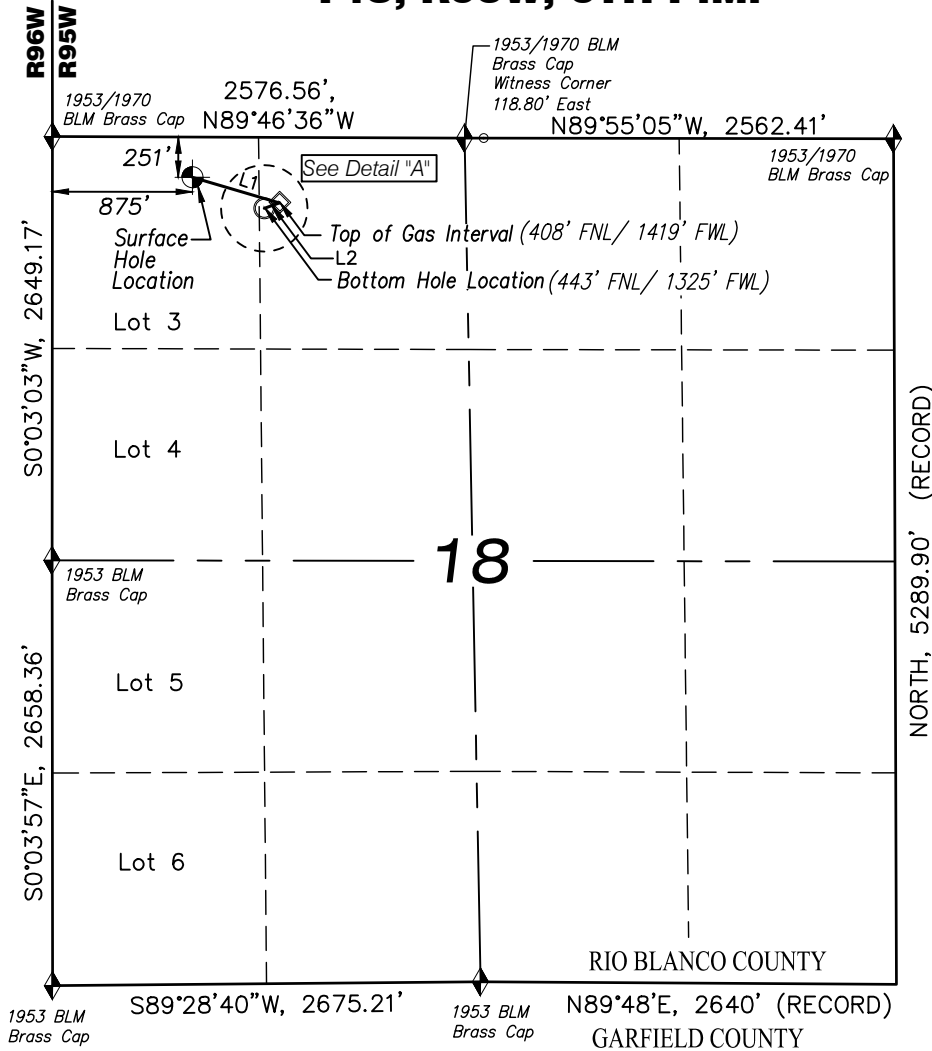 R96W
R95W
1953/1970
BLM Brass Cap
2576.56',
N89°46'36"W
1953/1970 BLM
Brass Cap
Witness Corner
118.80' East
N89°55'05"W, 2562.41'
1953/1970
BLM Brass Cap
251'
875'
L1
See Detail "A"
Surface
Hole
Location
Top of Gas Interval (408' FNL/ 1419' FWL)
L2
Bottom Hole Location (443' FNL/ 1325' FWL)
S0°03'03"W, 2649.17'
Lot 3
Lot 4
18
1953 BLM
Brass Cap
NORTH, 5289.90' (RECORD)
S0°03'57"E, 2658.36'
Lot 5
Lot 6
RIO BLANCO COUNTY
1953 BLM
Brass Cap
S89°28'40"W, 2675.21'
1953 BLM
Brass Cap
N89°48'E, 2640' (RECORD)
GARFIELD COUNTY